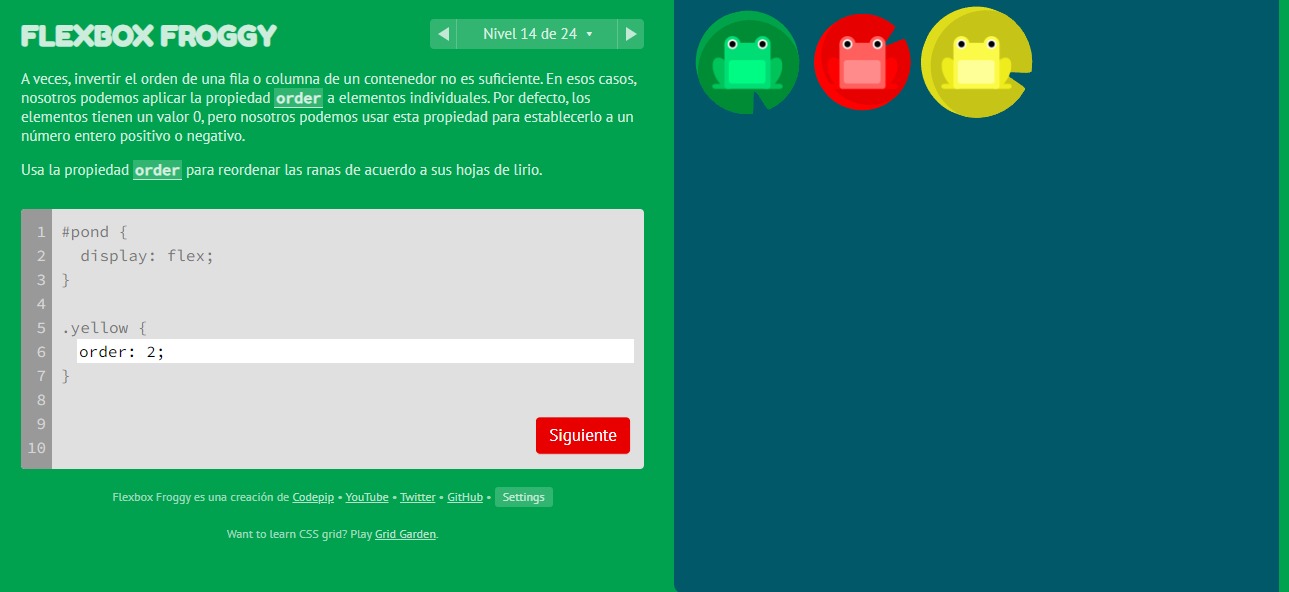 FLEXBOX FROGGY
◀ Nivel 14 de 24 ▾ ▶
A veces, invertir el orden de una fila o columna de un contenedor no es suficiente. En esos casos,
nosotros podemos aplicar la propiedad order a elementos individuales. Por defecto, los
elementos tienen un valor 0, pero nosotros podemos usar esta propiedad para establecerlo a un
número entero positivo o negativo.
Usa la propiedad order para reordenar las ranas de acuerdo a sus hojas de lirio.
1 #pond {
2   display: flex;
3 }
4
5 .yellow {
6   order: 2;
7 }
8
9
10
Siguiente
Flexbox Froggy es una creación de Codepip • YouTube • Twitter • GitHub • Settings
Want to learn CSS grid? Play Grid Garden.